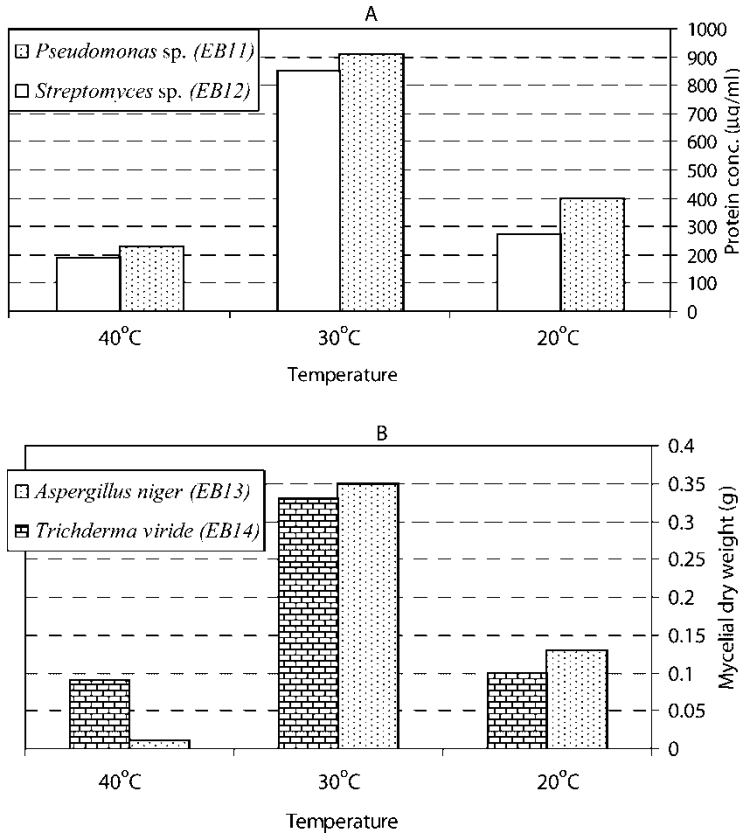 A
Pseudomonas sp. (EB11)
Streptomyces sp. (EB12)
1000
900
800
700
600
500
400
300
200
100
0
Protein conc. (µg/ml)
40°C
30°C
20°C
Temperature
B
Aspergillus niger (EB13)
Trichderma viride (EB14)
0.4
0.35
0.3
0.25
0.2
0.15
0.1
0.05
0
Mycelial dry weight (g)
40°C
30°C
20°C
Temperature